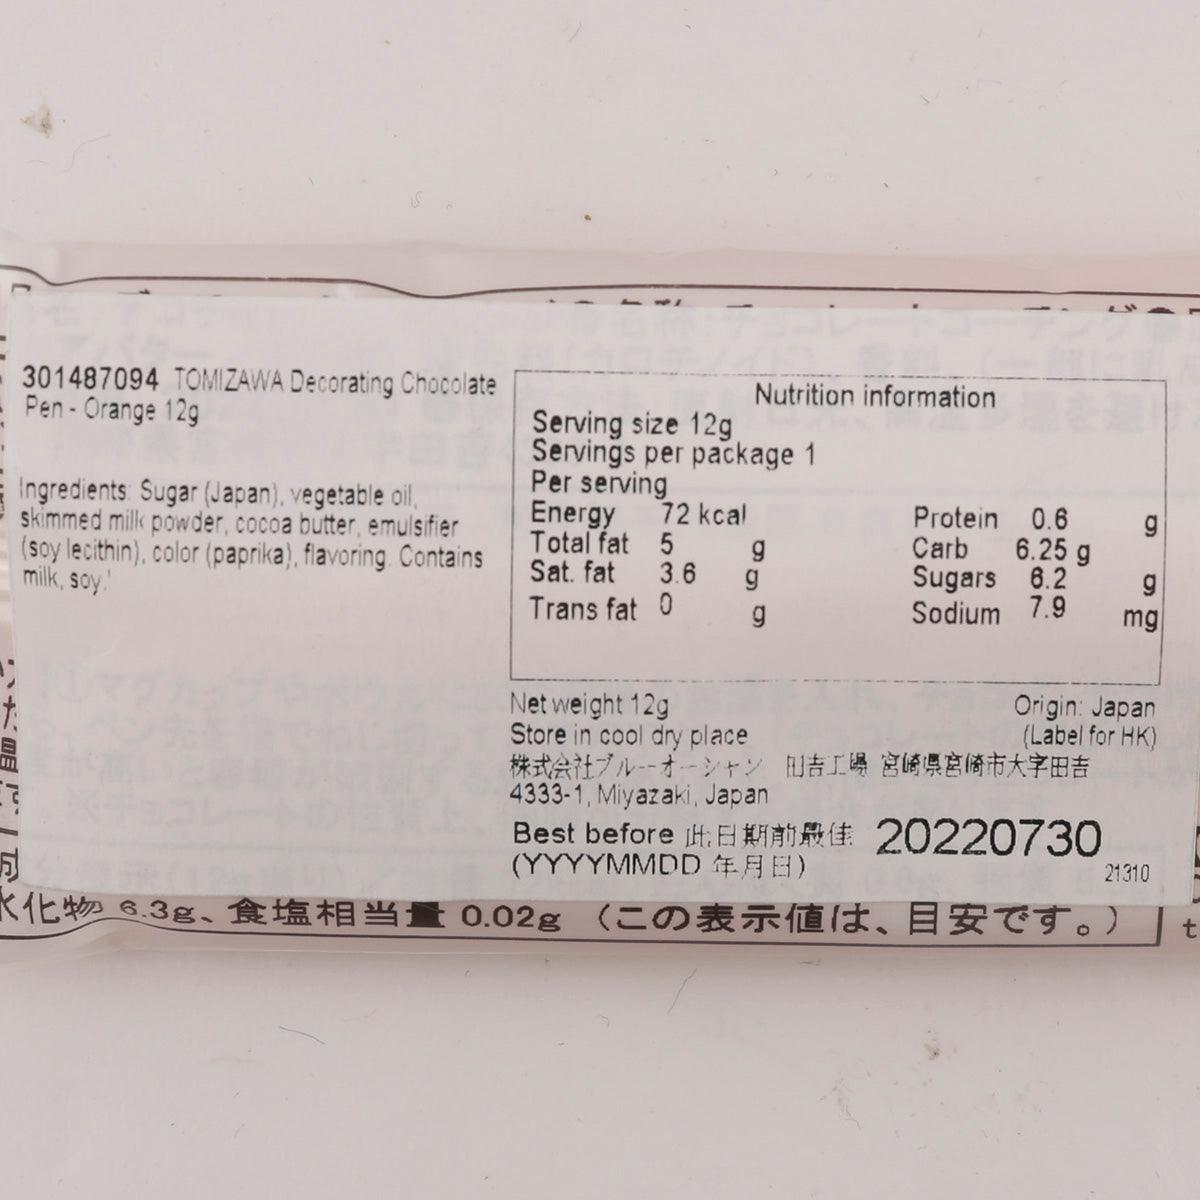 301487094 TOMIZAWA Decorating Chocolate
Pen - Orange 12g
Ingredients: Sugar (Japan), vegetable oil,
skimmed milk powder, cocoa butter, emulsifier
(soy lecithin), color (paprika), flavoring. Contains
milk, soy.'
Nutrition information
Serving size 12g
Servings per package 1
Per serving
Energy 72 kcal Protein 0.6 g
Total fat 5 g Carb 6.25 g
Sat. fat 3.6 g Sugars 6.2 g
Trans fat 0 g Sodium 7.9 mg
Net weight 12g Origin: Japan
Store in cool dry place (Label for HK)
株式会社ブルーオーシャン 田吉工場 宮崎県宮崎市大字田吉
4333-1, Miyazaki, Japan
Best before 此日期前最佳 20220730
(YYYYMMDD 年月日) 21310
水化物 6.3g、食塩相当量 0.02g (この表示値は、目安です。)